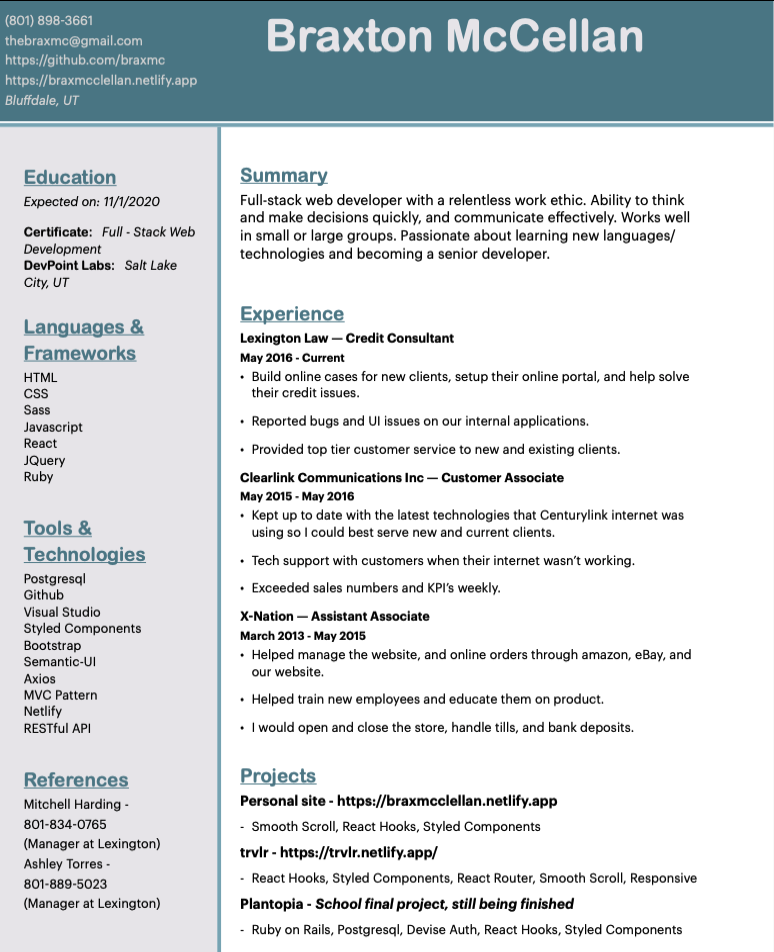 (801) 898-3661
thebraxmc@gmail.com
https://github.com/braxmc
https://braxmcclellan.netlify.app
Bluffdale, UT
Braxton McCellan
Education
Expected on: 11/1/2020
Certificate: Full - Stack Web
Development
DevPoint Labs: Salt Lake
City, UT
Languages &
Frameworks
HTML
CSS
Sass
Javascript
React
JQuery
Ruby
Tools &
Technologies
Postgresql
Github
Visual Studio
Styled Components
Bootstrap
Semantic-UI
Axios
MVC Pattern
Netlify
RESTful API
References
Mitchell Harding -
801-834-0765
(Manager at Lexington)
Ashley Torres -
801-889-5023
(Manager at Lexington)
Summary
Full-stack web developer with a relentless work ethic. Ability to think
and make decisions quickly, and communicate effectively. Works well
in small or large groups. Passionate about learning new languages/
technologies and becoming a senior developer.
Experience
Lexington Law — Credit Consultant
May 2016 - Current
• Build online cases for new clients, setup their online portal, and help solve
their credit issues.
• Reported bugs and UI issues on our internal applications.
• Provided top tier customer service to new and existing clients.
Clearlink Communications Inc — Customer Associate
May 2015 - May 2016
• Kept up to date with the latest technologies that Centurylink internet was
using so I could best serve new and current clients.
• Tech support with customers when their internet wasn't working.
• Exceeded sales numbers and KPI's weekly.
X-Nation — Assistant Associate
March 2013 - May 2015
• Helped manage the website, and online orders through amazon, eBay, and
our website.
• Helped train new employees and educate them on product.
• I would open and close the store, handle tills, and bank deposits.
Projects
Personal site - https://braxmcclellan.netlify.app
- Smooth Scroll, React Hooks, Styled Components
trvlr - https://trvlr.netlify.app/
- React Hooks, Styled Components, React Router, Smooth Scroll, Responsive
Plantopia - School final project, still being finished
- Ruby on Rails, Postgresql, Devise Auth, React Hooks, Styled Components